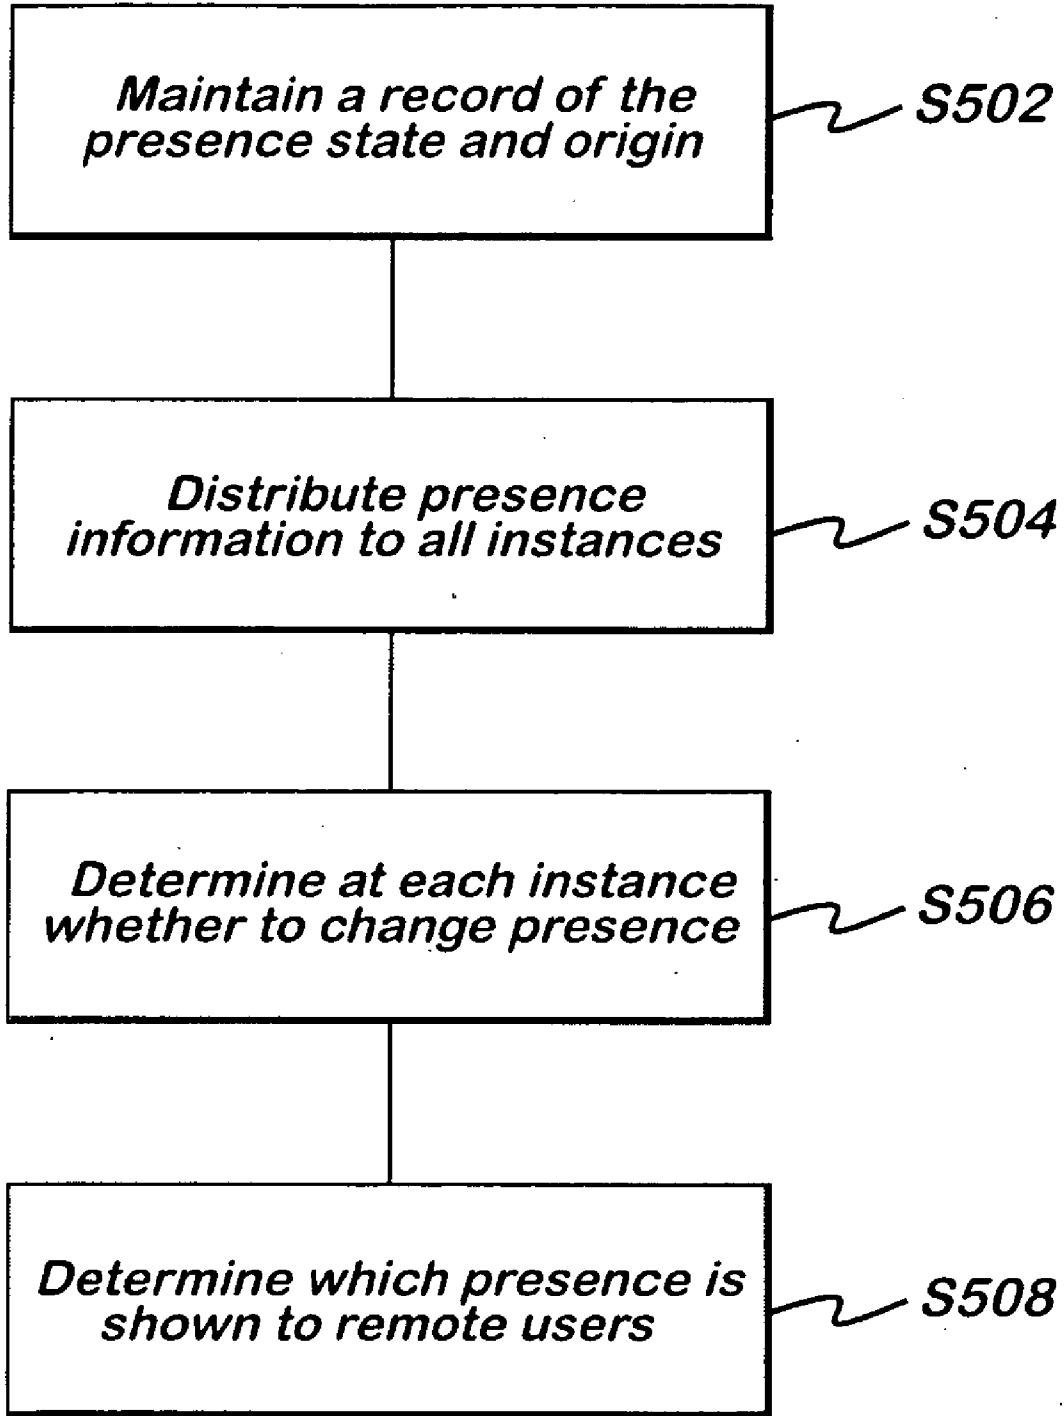 Maintain a record of the
presence state and origin
S502
Distribute presence
information to all instances
S504
Determine at each instance
whether to change presence
S506
Determine which presence is
shown to remote users
S508